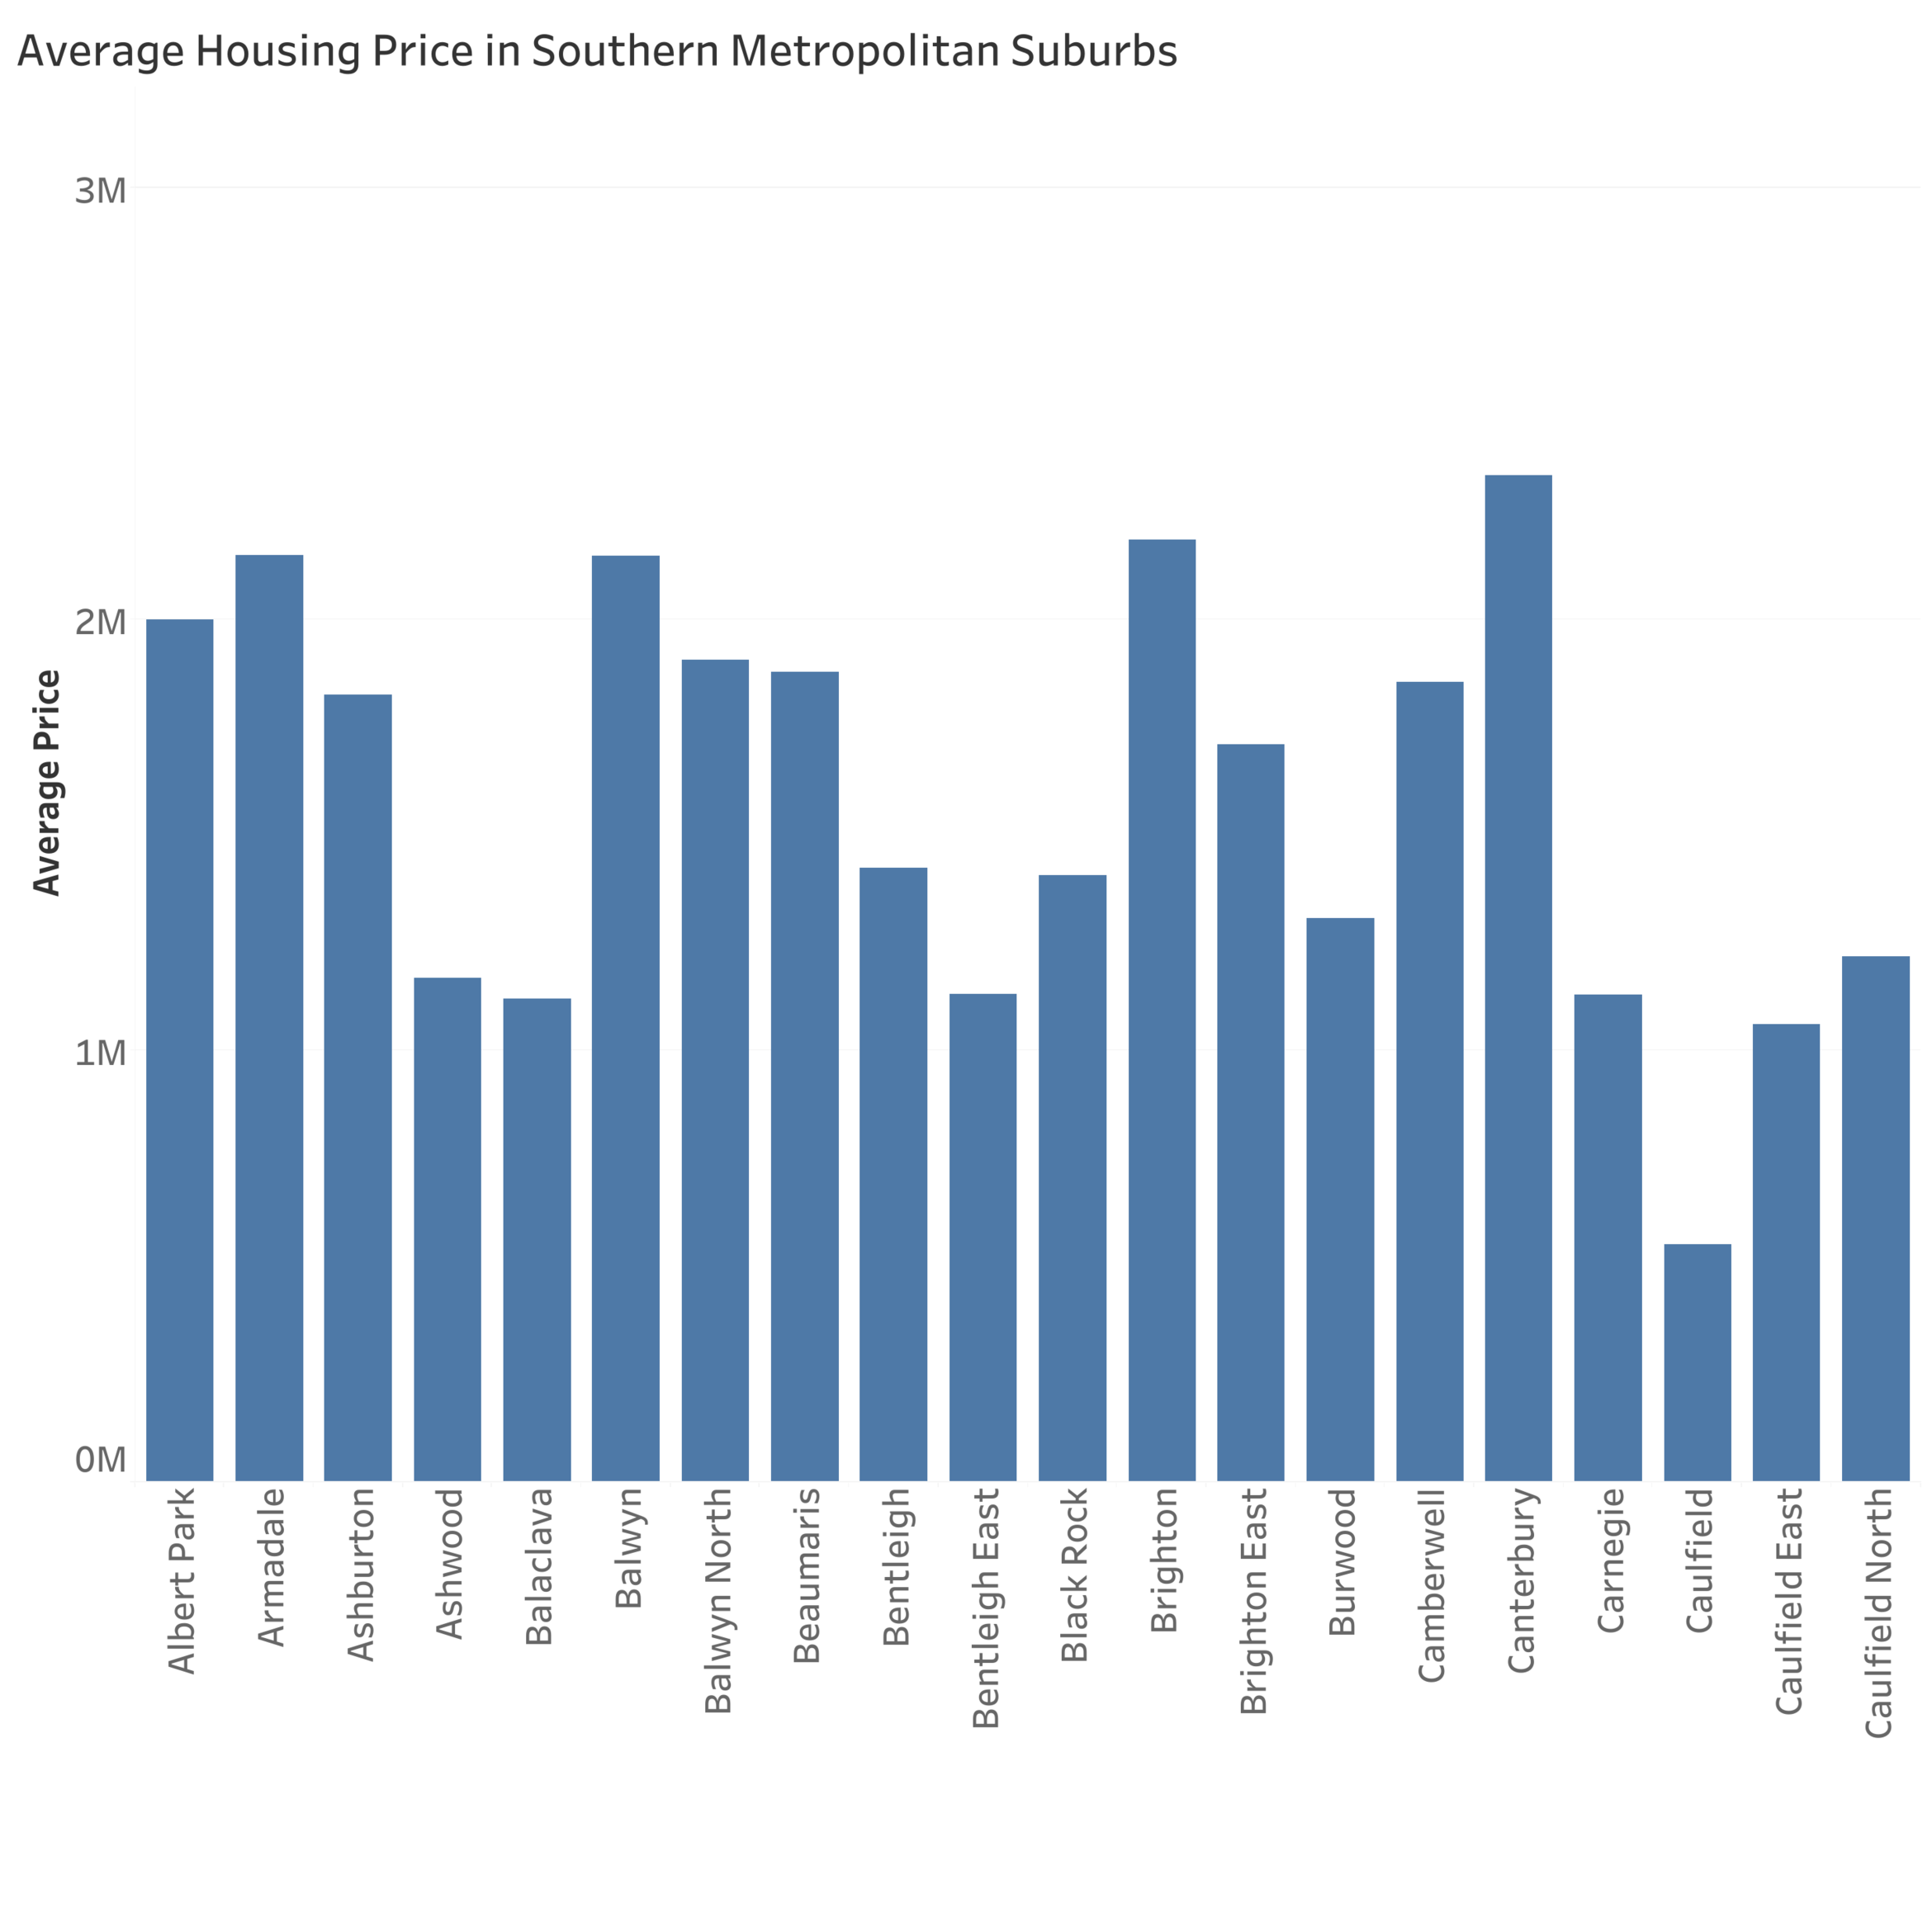 Average Housing Price in Southern Metropolitan Suburbs
3M
2M
1M
0M
Average Price
Albert Park
Armadale
Ashburton
Ashwood
Balaclava
Balwyn
Balwyn North
Beaumaris
Bentleigh
Bentleigh East
Black Rock
Brighton
Brighton East
Burwood
Camberwell
Canterbury
Carnegie
Caulfield
Caulfield East
Caulfield North